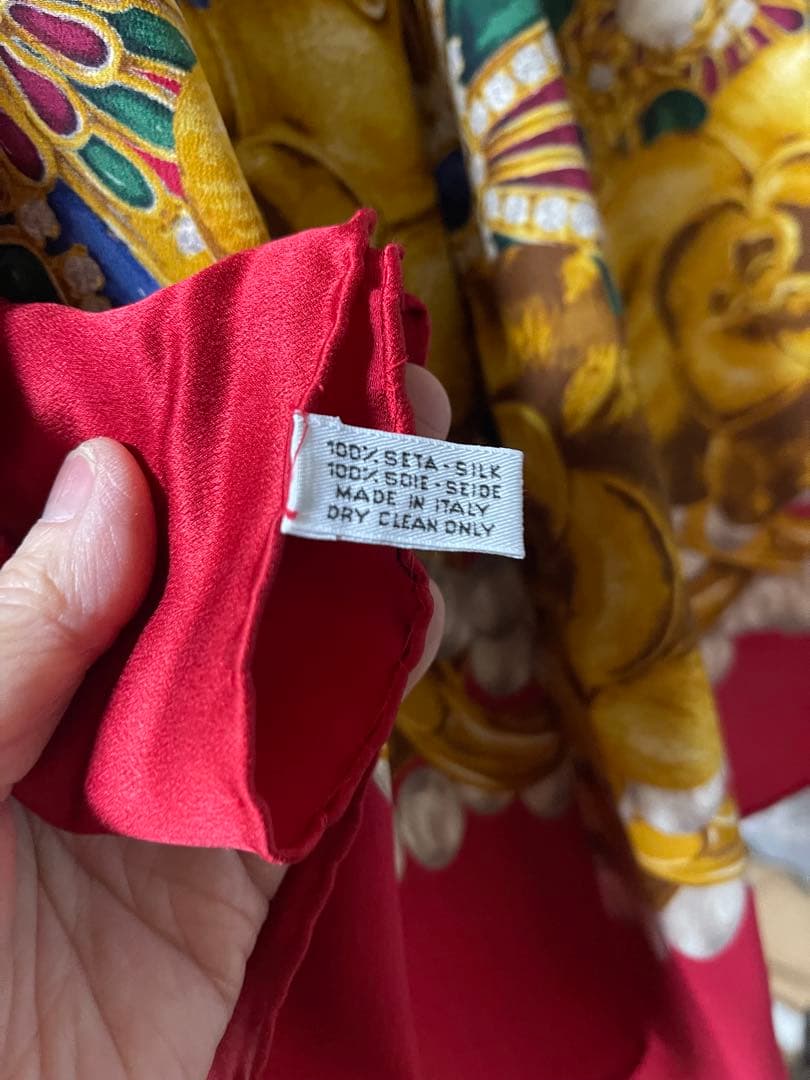 100% SETA - SILK
100% SOIE - SEIDE
MADE IN ITALY
DRY CLEAN ONLY